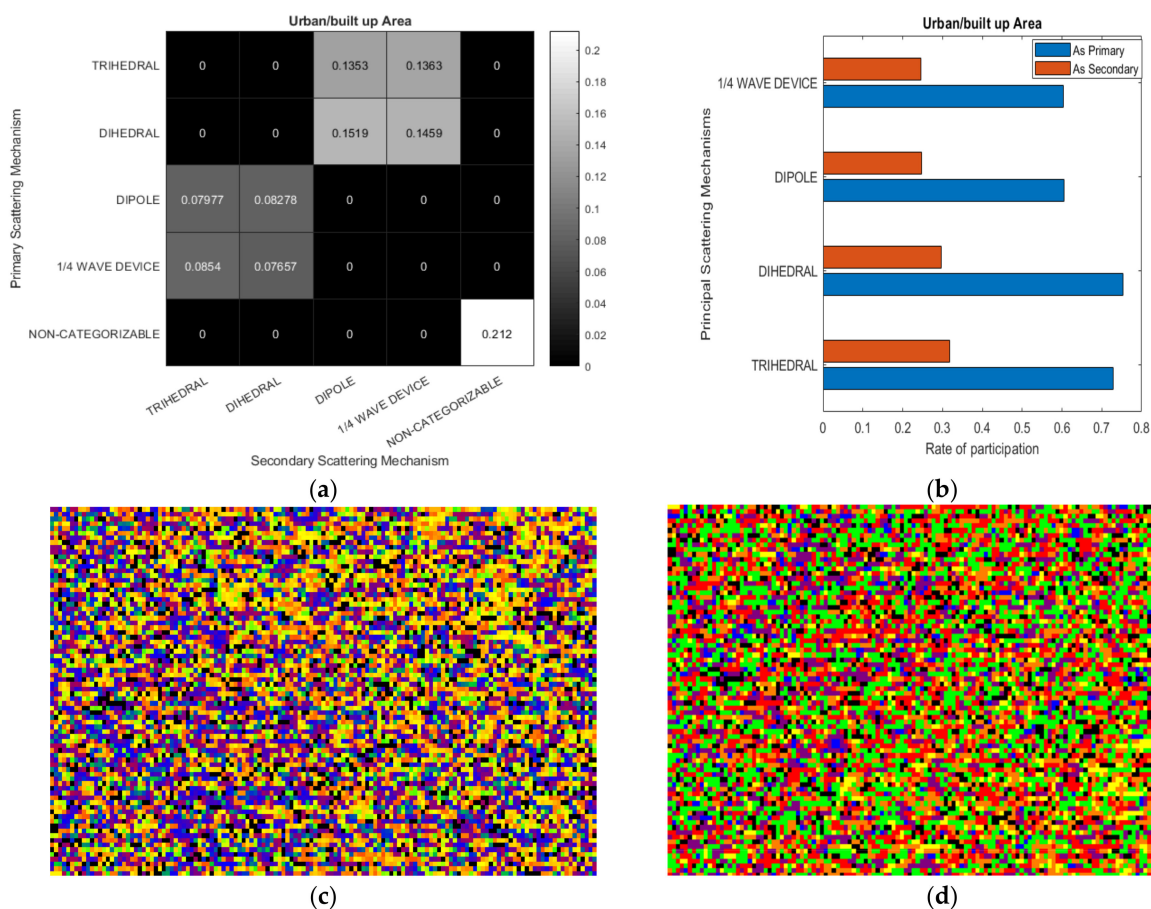 Urban/built up Area
Primary Scattering Mechanism
TRIHEDRAL 0 0 0.1353 0.1363 0
DIHEDRAL 0 0 0.1519 0.1459 0
DIPOLE 0.07977 0.08278 0 0 0
1/4 WAVE DEVICE 0.0854 0.07657 0 0 0
NON-CATEGORIZABLE 0 0 0 0 0.212
TRIHEDRAL DIHEDRAL DIPOLE 1/4 WAVE DEVICE NON-CATEGORIZABLE
Secondary Scattering Mechanism
0.2
0.18
0.16
0.14
0.12
0.1
0.08
0.06
0.04
0.02
0
(a)
Urban/built up Area
As Primary
As Secondary
Principal Scattering Mechanisms
1/4 WAVE DEVICE
DIPOLE
DIHEDRAL
TRIHEDRAL
0 0.1 0.2 0.3 0.4 0.5 0.6 0.7 0.8
Rate of participation
(b)
(c)
(d)